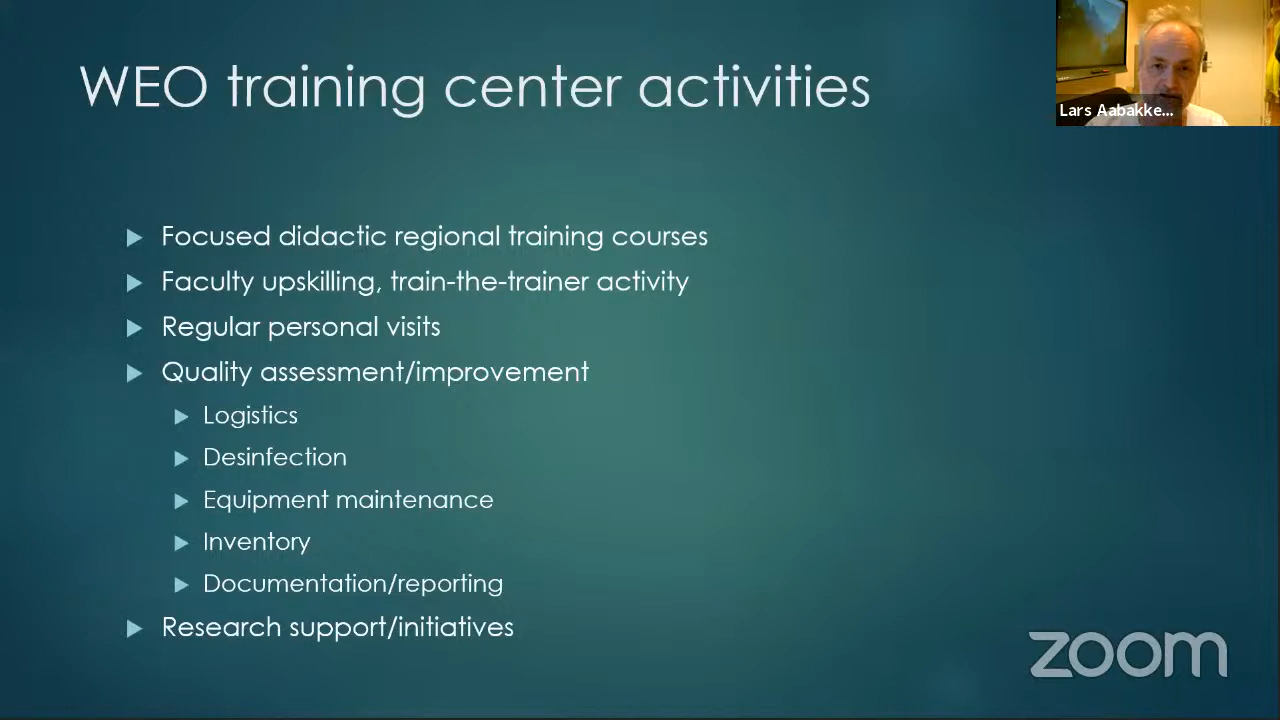 WEO training center activities
Lars Aabakke...
Focused didactic regional training courses
Faculty upskilling, train-the-trainer activity
Regular personal visits
Quality assessment/improvement
Logistics
Desinfection
Equipment maintenance
Inventory
Documentation/reporting
Research support/initiatives
zoom